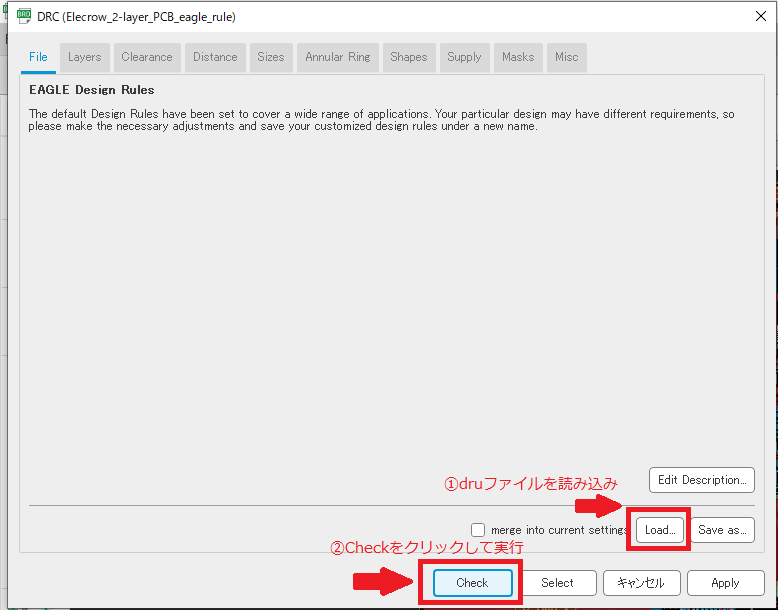 DRC (Elecrow_2-layer_PCB_eagle_rule)
File Layers Clearance Distance Sizes Annular Ring Shapes Supply Masks Misc
EAGLE Design Rules
The default Design Rules have been set to cover a wide range of applications. Your particular design may have different requirements, so
please make the necessary adjustments and save your customized design rules under a new name.
①druファイルを読み込み
Edit Description...
merge into current settings
Load...
Save as...
②Checkをクリックして実行
Check Select キャンセル Apply